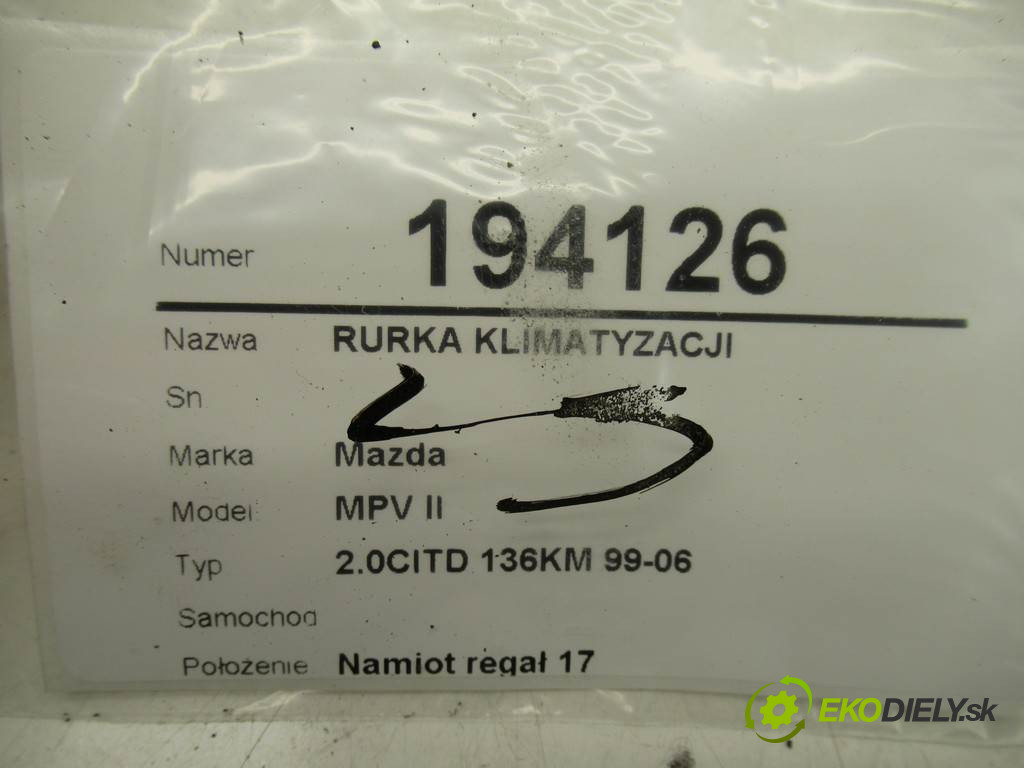 Numer 194126
Nazwa RURKA KLIMATYZACJI
Sn
Marka Mazda
Model MPV II
Typ 2.0CITD 136KM 99-06
Samochod
Położenie Namiot regał 17
EKODIELY.sk